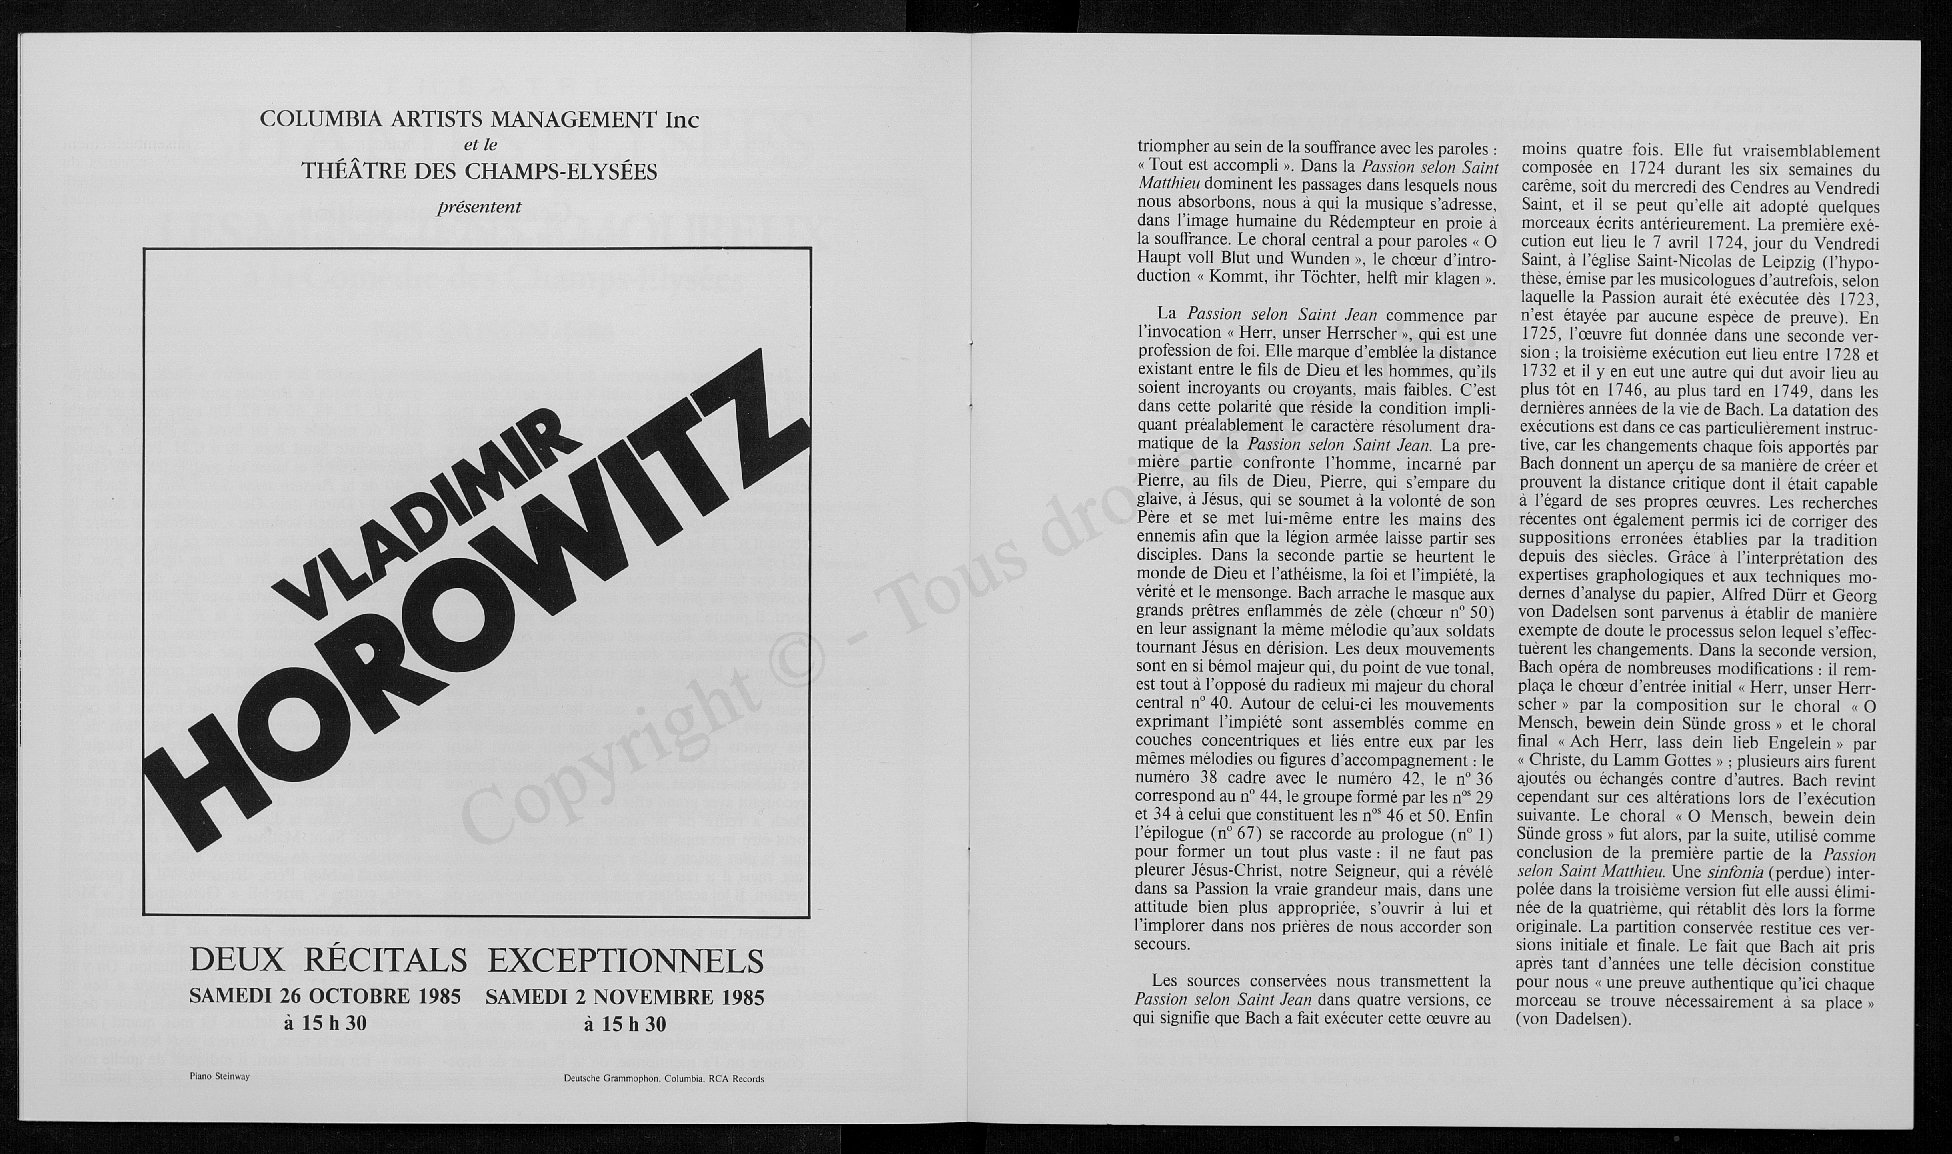 COLUMBIA ARTISTS MANAGEMENT Inc
et le
THÉÂTRE DES CHAMPS-ELYSÉES
présentent
VLADIMIR
HOROWITZ
DEUX RÉCITALS EXCEPTIONNELS
SAMEDI 26 OCTOBRE 1985 SAMEDI 2 NOVEMBRE 1985
à 15 h 30 à 15 h 30
Piano Steinway Deutsche Grammophon. Columbia. RCA Records
triompher au sein de la souffrance avec les paroles :
« Tout est accompli ». Dans la Passion selon Saint
Matthieu dominent les passages dans lesquels nous
nous absorbons, nous à qui la musique s'adresse,
dans l'image humaine du Rédempteur en proie à
la souffrance. Le choral central a pour paroles « O
Haupt voll Blut und Wunden », le chœur d'intro-
duction « Kommt, ihr Töchter, helft mir klagen ».
La Passion selon Saint Jean commence par
l'invocation « Herr, unser Herrscher », qui est une
profession de foi. Elle marque d'emblée la distance
existant entre le fils de Dieu et les hommes, qu'ils
soient incroyants ou croyants, mais faibles. C'est
dans cette polarité que réside la condition impli-
quant préalablement le caractère résolument dra-
matique de la Passion selon Saint Jean. La pre-
mière partie confronte l'homme, incarné par
Pierre, au fils de Dieu, Pierre, qui s'empare du
glaive, à Jésus, qui se soumet à la volonté de son
Père et se met lui-même entre les mains des
ennemis afin que la légion armée laisse partir ses
disciples. Dans la seconde partie se heurtent le
monde de Dieu et l'athéisme, la foi et l'impiété, la
vérité et le mensonge. Bach arrache le masque aux
grands prêtres enflammés de zèle (chœur n° 50)
en leur assignant la même mélodie qu'aux soldats
tournant Jésus en dérision. Les deux mouvements
sont en si bémol majeur qui, du point de vue tonal,
est tout à l'opposé du radieux mi majeur du choral
central n° 40. Autour de celui-ci les mouvements
exprimant l'impiété sont assemblés comme en
couches concentriques et liés entre eux par les
mêmes mélodies ou figures d'accompagnement : le
numéro 38 cadre avec le numéro 42, le n° 36
correspond au n° 44, le groupe formé par les nos 29
et 34 à celui que constituent les nos 46 et 50. Enfin
l'épilogue (n° 67) se raccorde au prologue (n° 1)
pour former un tout plus vaste : il ne faut pas
pleurer Jésus-Christ, notre Seigneur, qui a révélé
dans sa Passion la vraie grandeur mais, dans une
attitude bien plus appropriée, s'ouvrir à lui et
l'implorer dans nos prières de nous accorder son
secours.
Les sources conservées nous transmettent la
Passion selon Saint Jean dans quatre versions, ce
qui signifie que Bach a fait exécuter cette œuvre au
moins quatre fois. Elle fut vraisemblablement
composée en 1724 durant les six semaines du
carême, soit du mercredi des Cendres au Vendredi
Saint, et il se peut qu'elle ait adopté quelques
morceaux écrits antérieurement. La première exé-
cution eut lieu le 7 avril 1724, jour du Vendredi
Saint, à l'église Saint-Nicolas de Leipzig (l'hypo-
thèse, émise par les musicologues d'autrefois, selon
laquelle la Passion aurait été exécutée dès 1723,
n'est étayée par aucune espèce de preuve). En
1725, l'œuvre fut donnée dans une seconde ver-
sion ; la troisième exécution eut lieu entre 1728 et
1732 et il y en eut une autre qui dut avoir lieu au
plus tôt en 1746, au plus tard en 1749, dans les
dernières années de la vie de Bach. La datation des
exécutions est dans ce cas particulièrement instruc-
tive, car les changements chaque fois apportés par
Bach donnent un aperçu de sa manière de créer et
prouvent la distance critique dont il était capable
à l'égard de ses propres œuvres. Les recherches
récentes ont également permis ici de corriger des
suppositions erronées établies par la tradition
depuis des siècles. Grâce à l'interprétation des
expertises graphologiques et aux techniques mo-
dernes d'analyse du papier, Alfred Dürr et Georg
von Dadelsen sont parvenus à établir de manière
exempte de doute le processus selon lequel s'effec-
tuèrent les changements. Dans la seconde version,
Bach opéra de nombreuses modifications : il rem-
plaça le chœur d'entrée initial « Herr, unser Herr-
scher » par la composition sur le choral « O
Mensch, bewein dein Sünde gross » et le choral
final « Ach Herr, lass dein lieb Engelein » par
« Christe, du Lamm Gottes » ; plusieurs airs furent
ajoutés ou échangés contre d'autres. Bach revint
cependant sur ces altérations lors de l'exécution
suivante. Le choral « O Mensch, bewein dein
Sünde gross » fut alors, par la suite, utilisé comme
conclusion de la première partie de la Passion
selon Saint Matthieu. Une sinfonia (perdue) inter-
polée dans la troisième version fut elle aussi élimi-
née de la quatrième, qui rétablit dès lors la forme
originale. La partition conservée restitue ces ver-
sions initiale et finale. Le fait que Bach ait pris
après tant d'années une telle décision constitue
pour nous « une preuve authentique qu'ici chaque
morceau se trouve nécessairement à sa place »
(von Dadelsen).
Copyright © - Tous droits